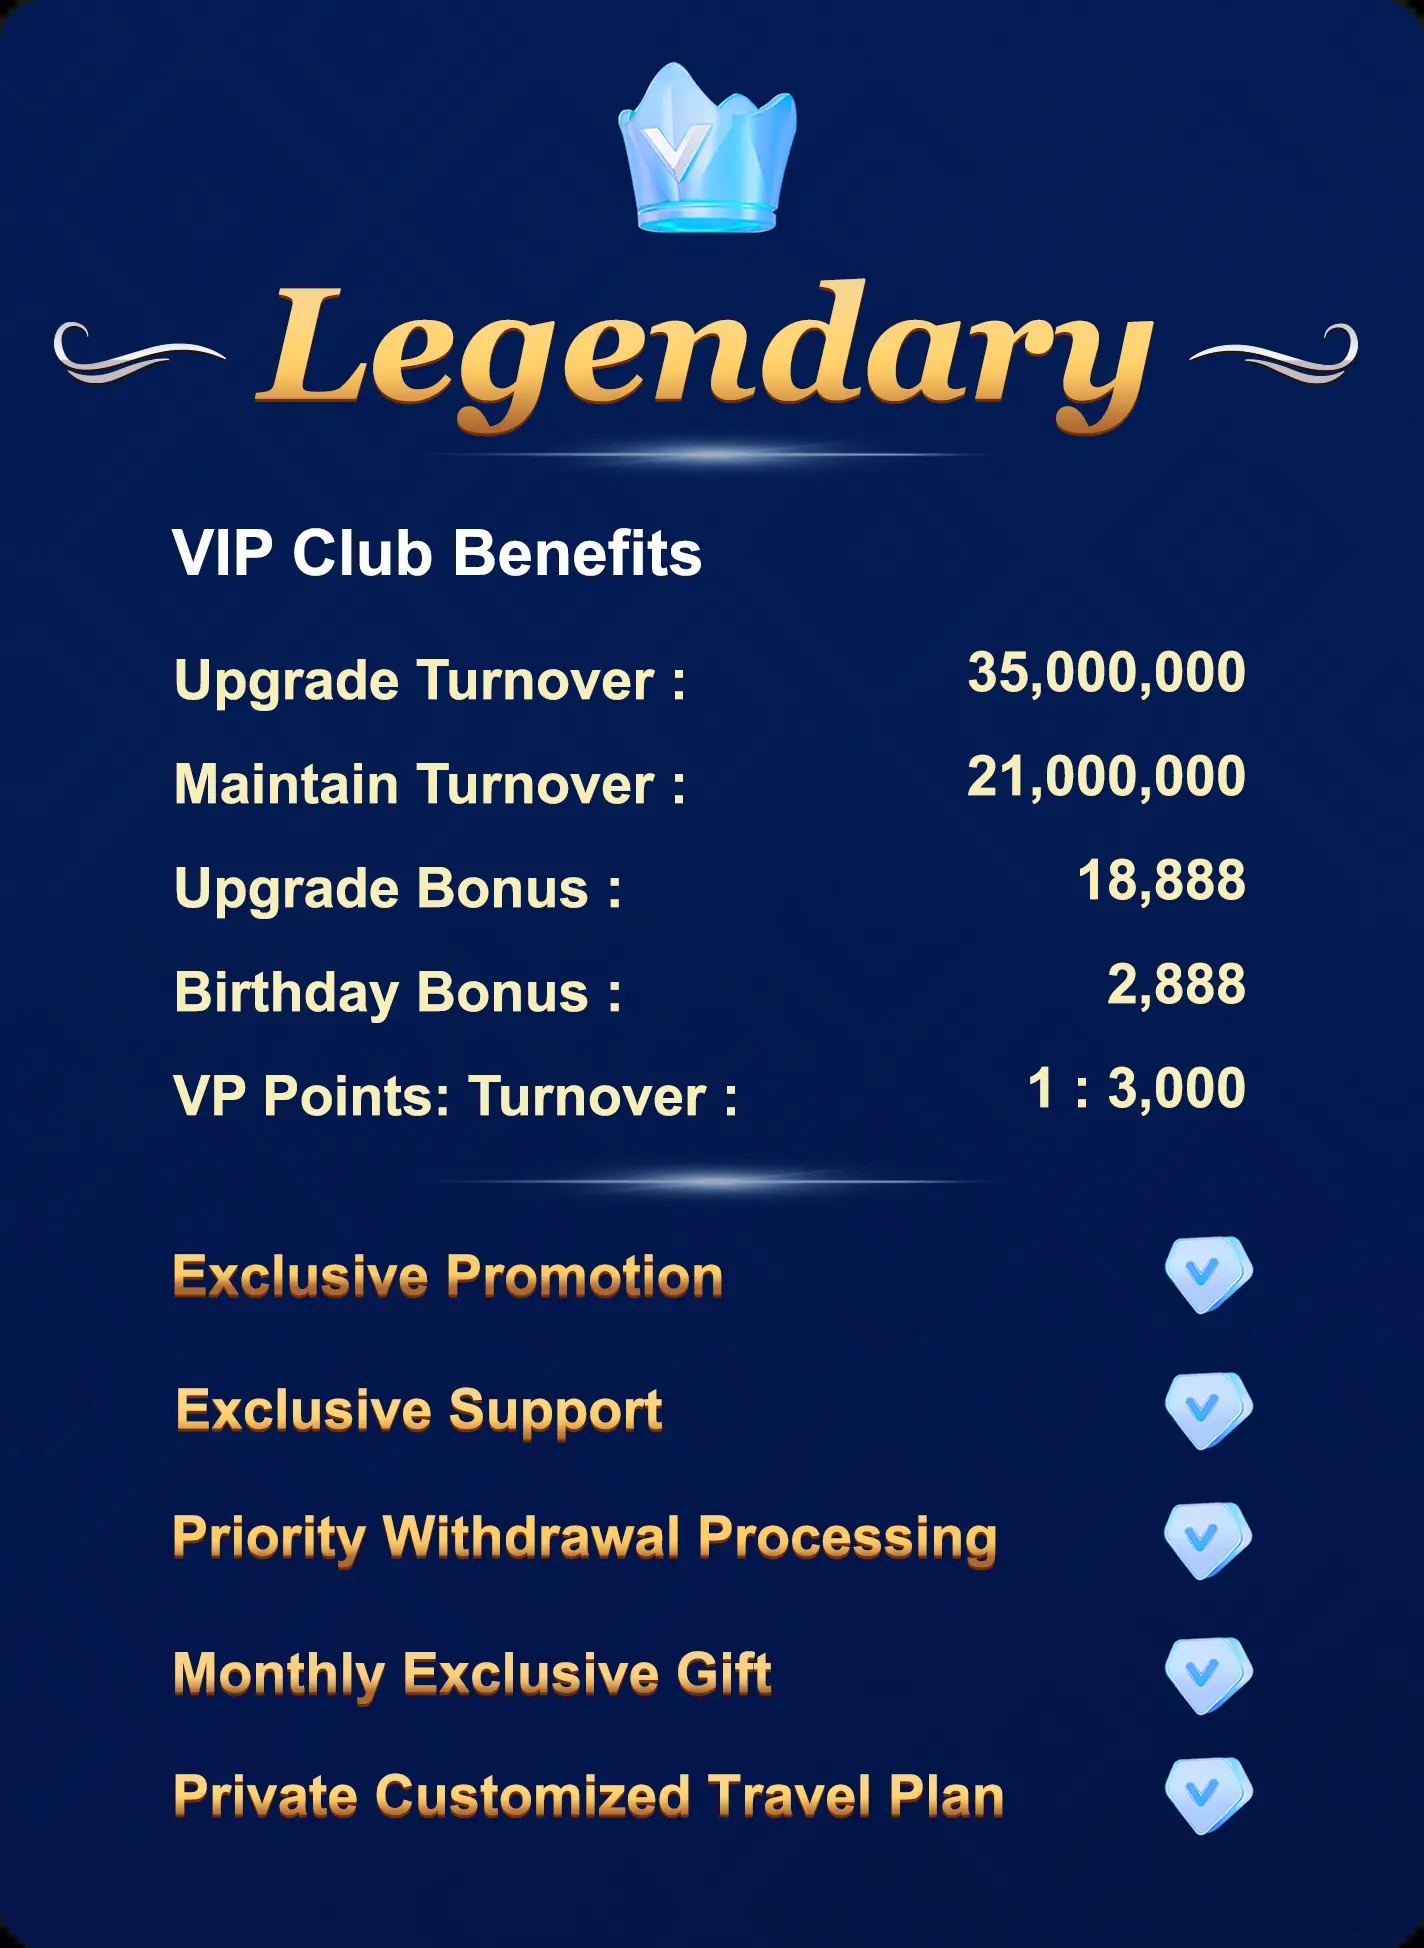 V
Legendary
VIP Club Benefits
Upgrade Turnover : 35,000,000
Maintain Turnover : 21,000,000
Upgrade Bonus : 18,888
Birthday Bonus : 2,888
VP Points: Turnover : 1 : 3,000
Exclusive Promotion
Exclusive Support
Priority Withdrawal Processing
Monthly Exclusive Gift
Private Customized Travel Plan